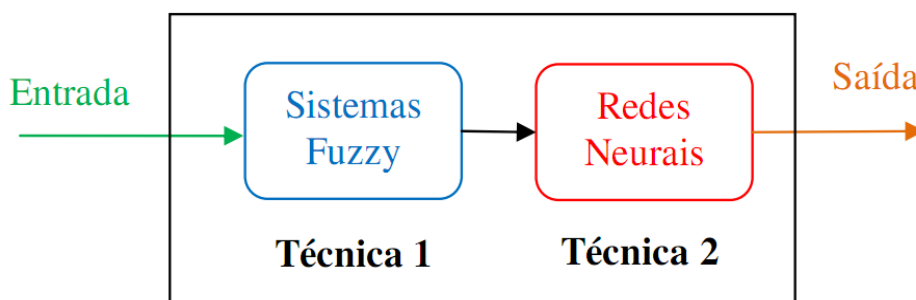 Entrada
Sistemas
Fuzzy
Redes
Neurais
Saída
Técnica 1
Técnica 2